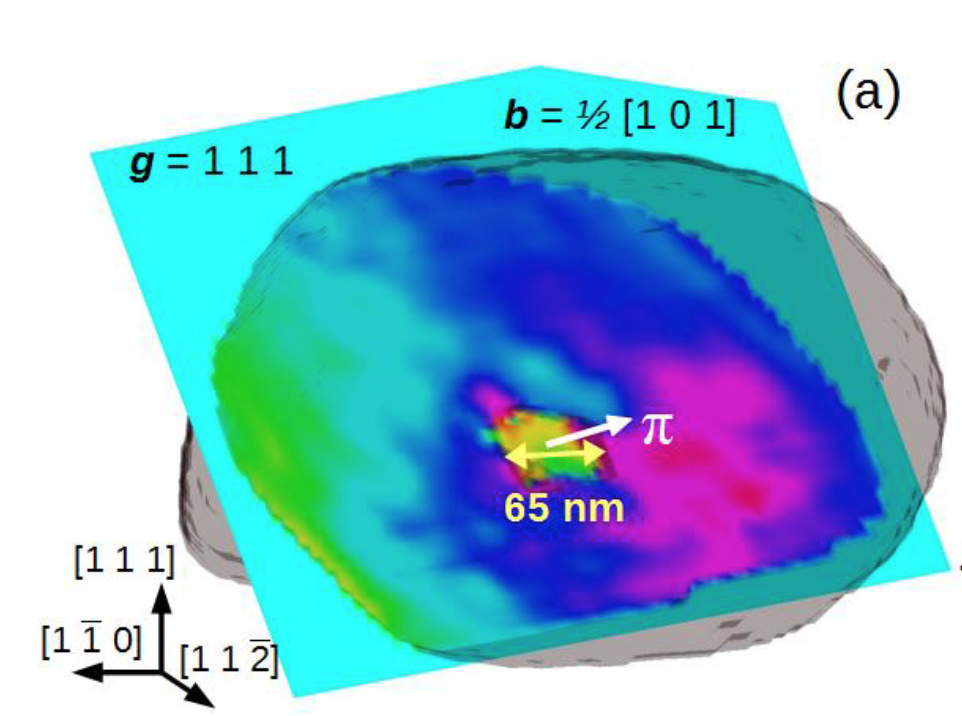 (a)
b = ½ [1 0 1]
g = 1 1 1
π
65 nm
[1 1 1]
[1 1̅ 0]
[1 1 2̅]